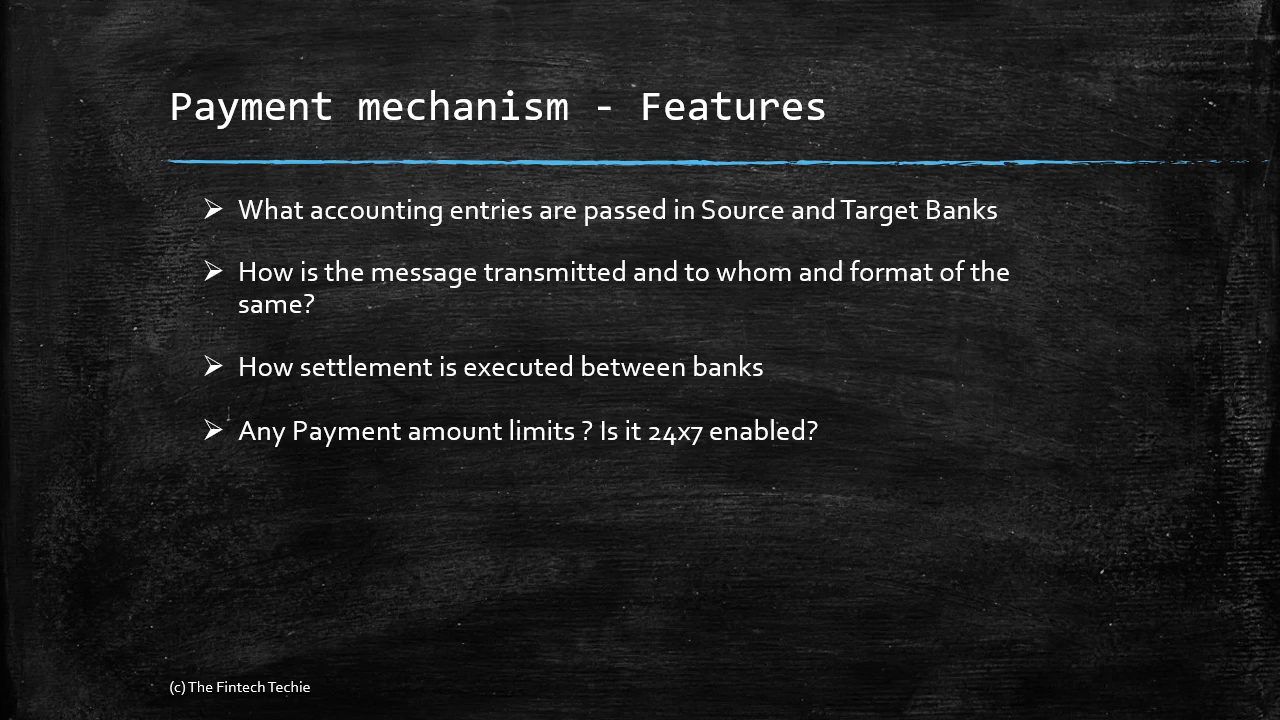 Payment mechanism - Features
➢ What accounting entries are passed in Source and Target Banks
➢ How is the message transmitted and to whom and format of the
same?
➢ How settlement is executed between banks
➢ Any Payment amount limits ? Is it 24x7 enabled?
(c) The Fintech Techie